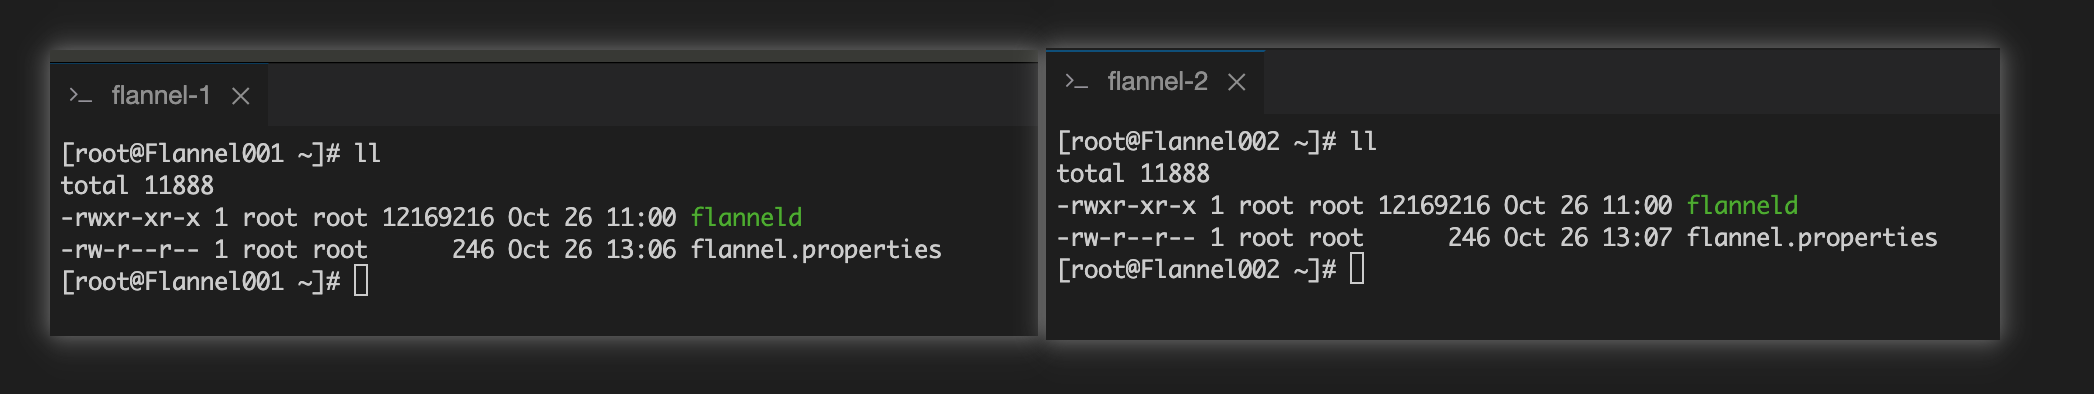 >_ flannel-1 ×
[root@Flannel001 ~]# ll
total 11888
-rwxr-xr-x 1 root root 12169216 Oct 26 11:00 flanneld
-rw-r--r-- 1 root root      246 Oct 26 13:06 flannel.properties
[root@Flannel001 ~]#
>_ flannel-2 ×
[root@Flannel002 ~]# ll
total 11888
-rwxr-xr-x 1 root root 12169216 Oct 26 11:00 flanneld
-rw-r--r-- 1 root root      246 Oct 26 13:07 flannel.properties
[root@Flannel002 ~]#